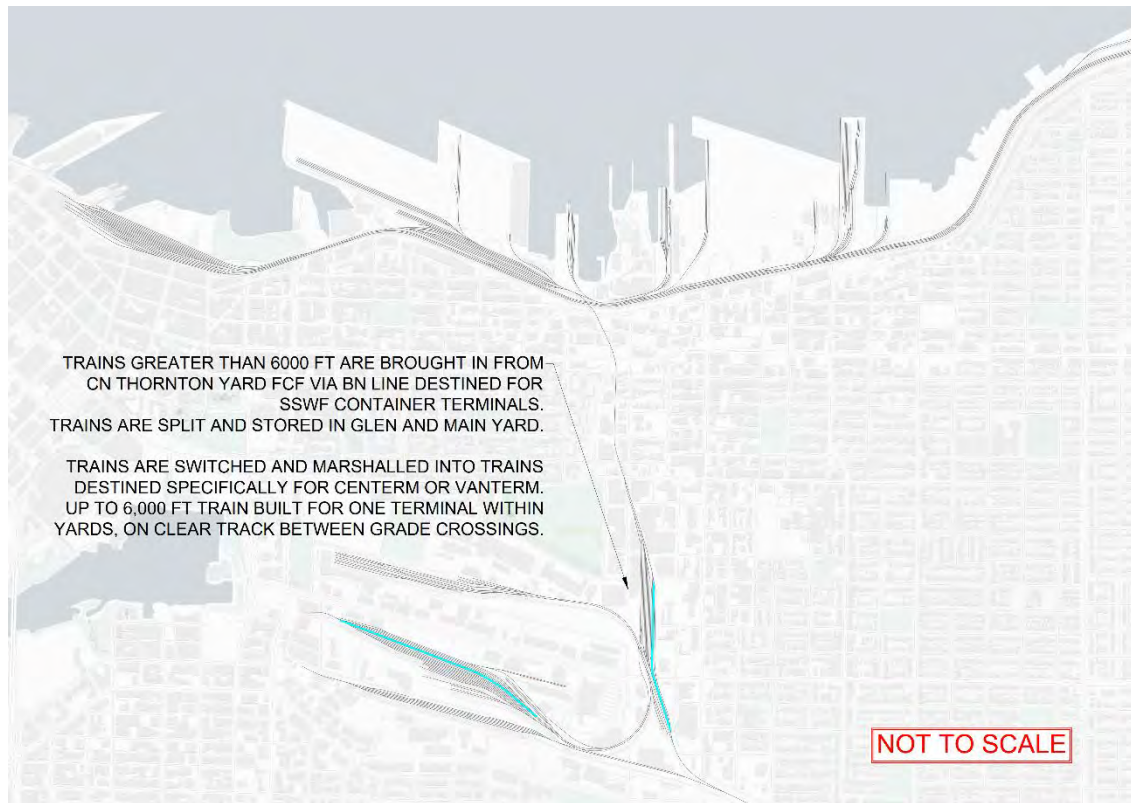 TRAINS GREATER THAN 6000 FT ARE BROUGHT IN FROM
CN THORNTON YARD FCF VIA BN LINE DESTINED FOR
SSWF CONTAINER TERMINALS.
TRAINS ARE SPLIT AND STORED IN GLEN AND MAIN YARD.
TRAINS ARE SWITCHED AND MARSHALLED INTO TRAINS
DESTINED SPECIFICALLY FOR CENTERM OR VANTERM.
UP TO 6,000 FT TRAIN BUILT FOR ONE TERMINAL WITHIN
YARDS, ON CLEAR TRACK BETWEEN GRADE CROSSINGS.
NOT TO SCALE